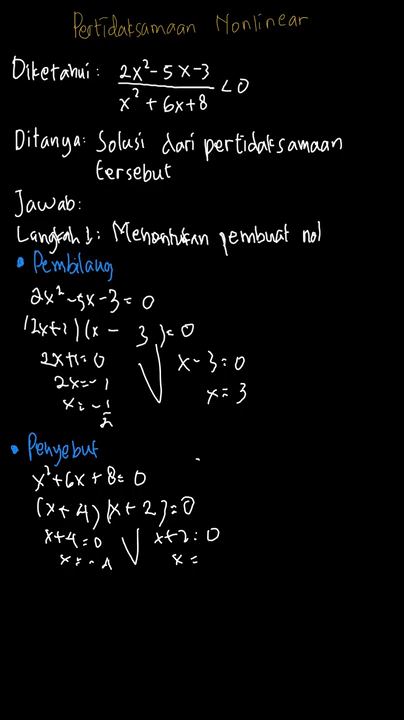 Pertidaksamaan Nonlinear
Diketahui: (2x²-5x-3)/(x²+6x+8) < 0
Ditanya: Solusi dari pertidaksamaan
tersebut
Jawab:
Langkah 1: Menentukan pembuat nol
• Pembilang
2x²-5x-3=0
(2x+1)(x - 3)=0
2x+1=0 ∨ x-3=0
2x=-1 x=3
x=-1/2
• Penyebut
x²+6x+8=0
(x+4)(x+2)=0
x+4=0 ∨ x+2=0
x=-4 x=